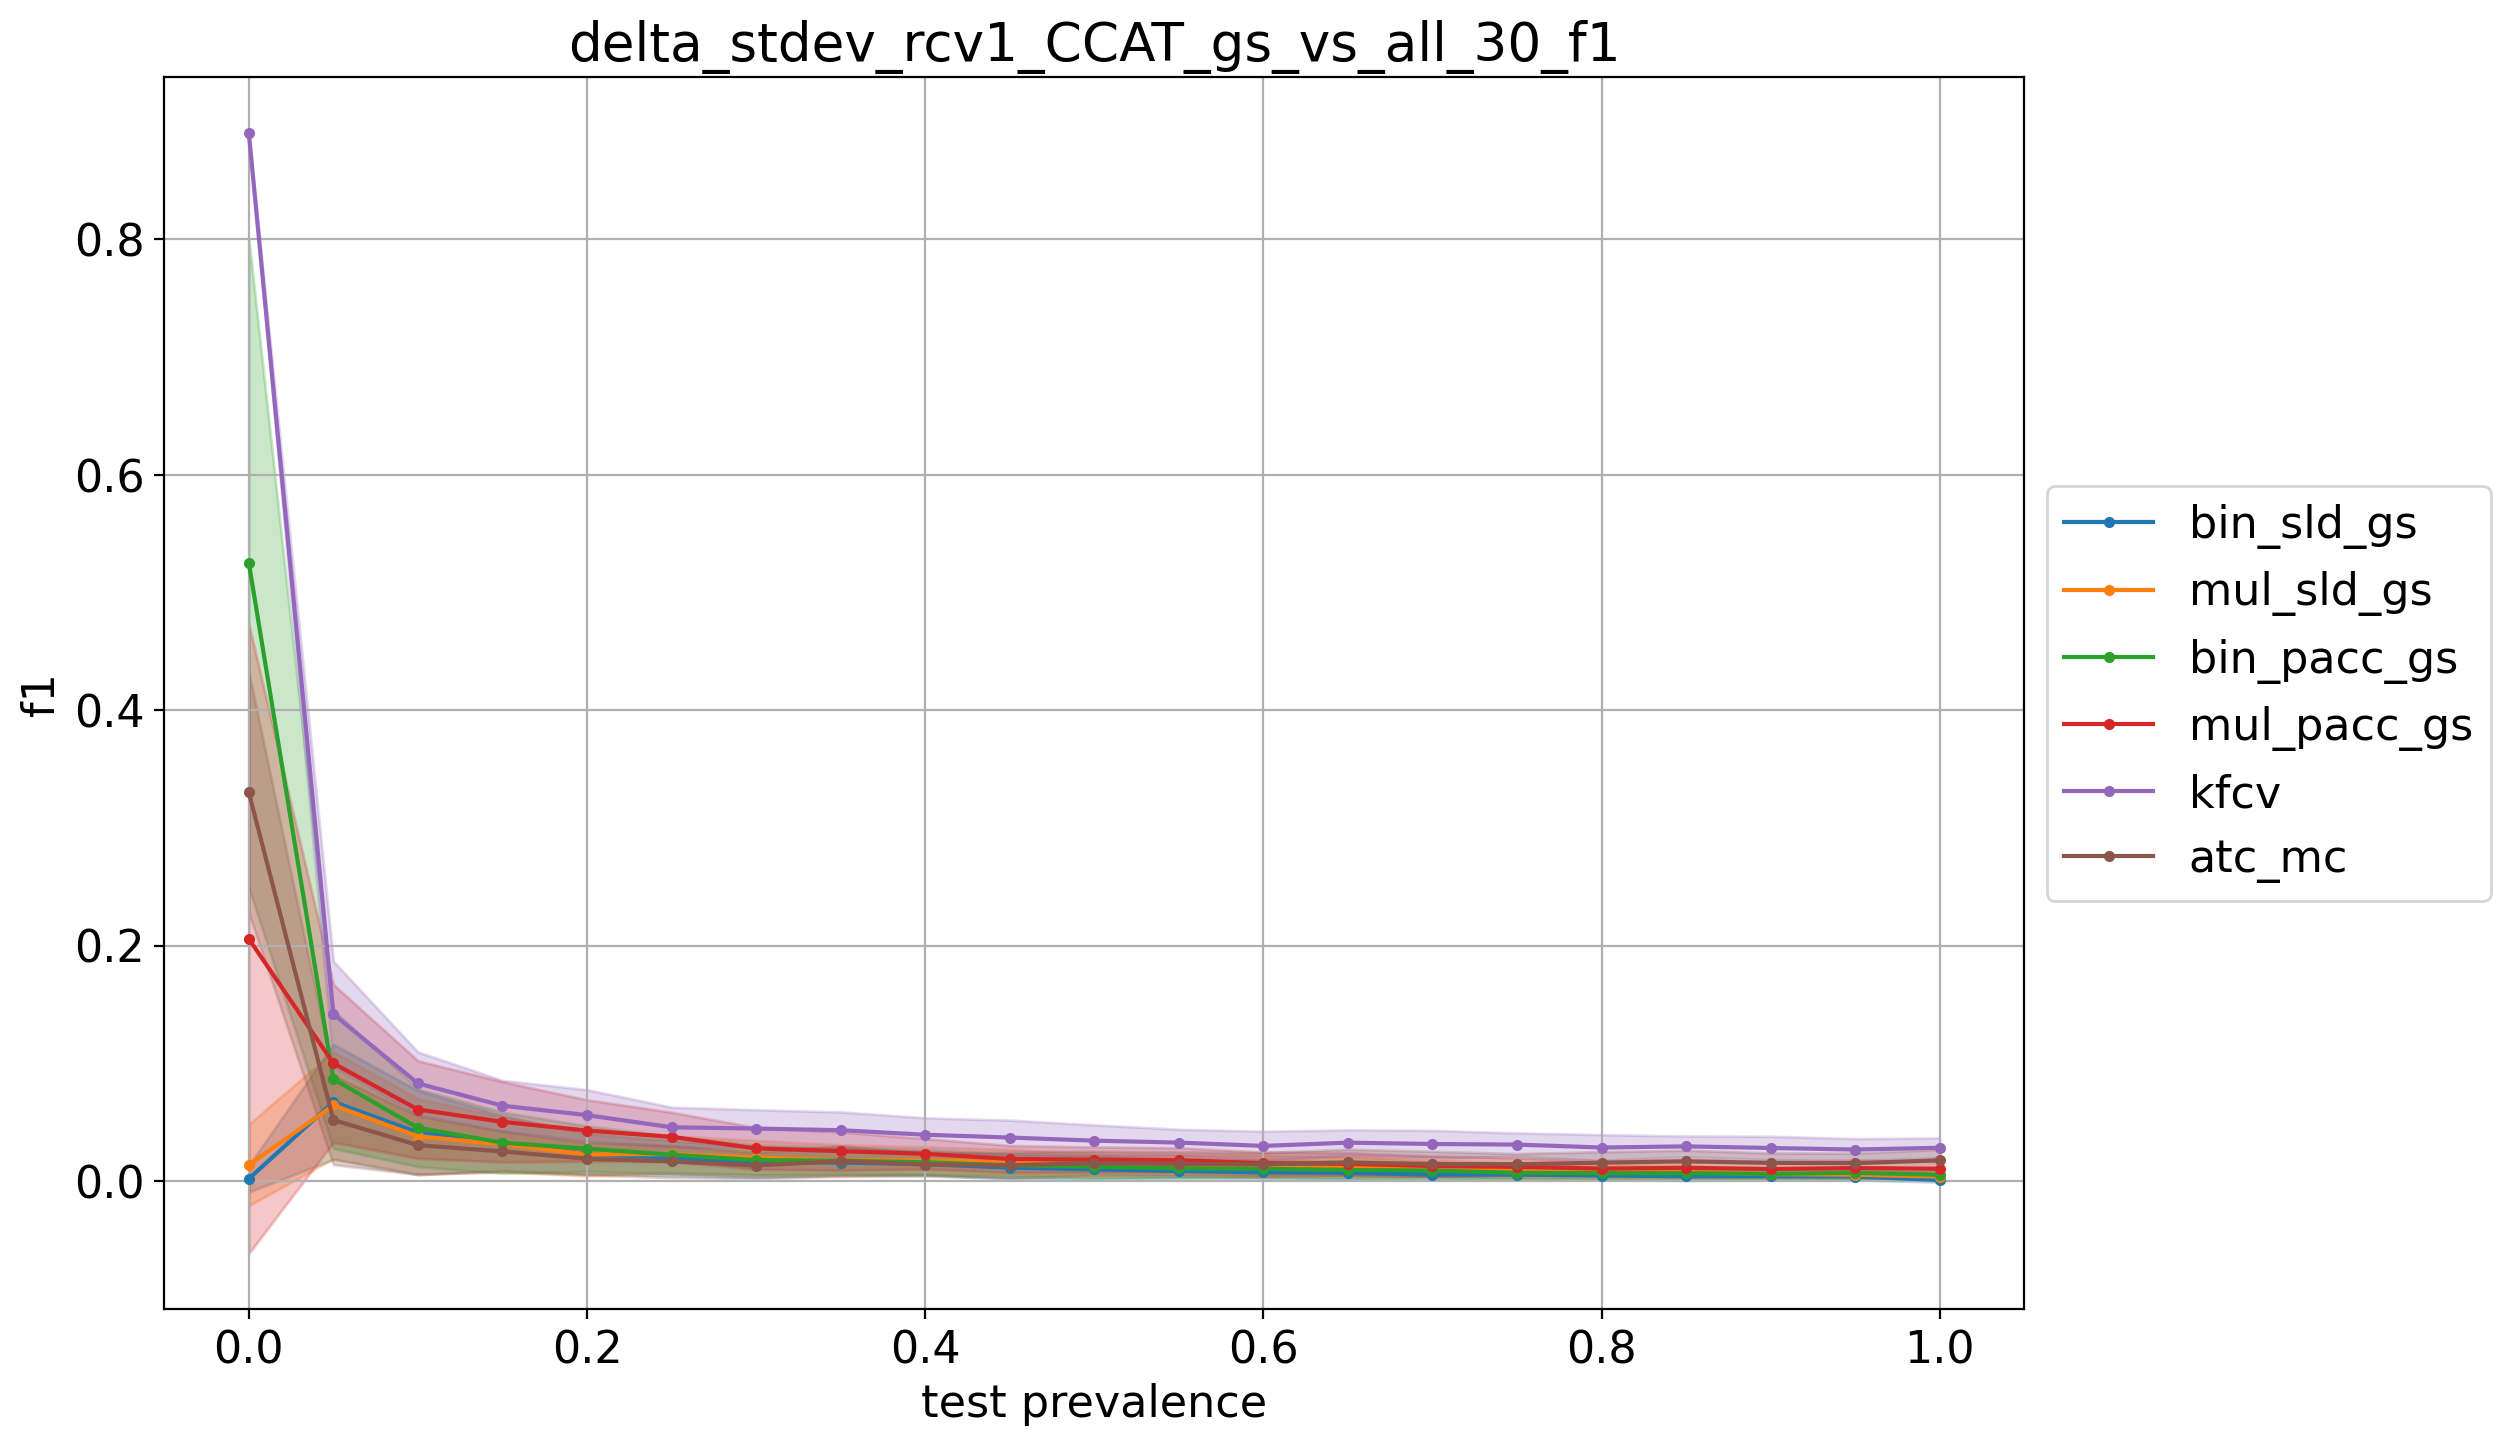 delta_stdev_rcv1_CCAT_gs_vs_all_30_f1
f1
0.8
0.6
0.4
0.2
0.0
0.0 0.2 0.4 0.6 0.8 1.0
test prevalence
bin_sld_gs
mul_sld_gs
bin_pacc_gs
mul_pacc_gs
kfcv
atc_mc